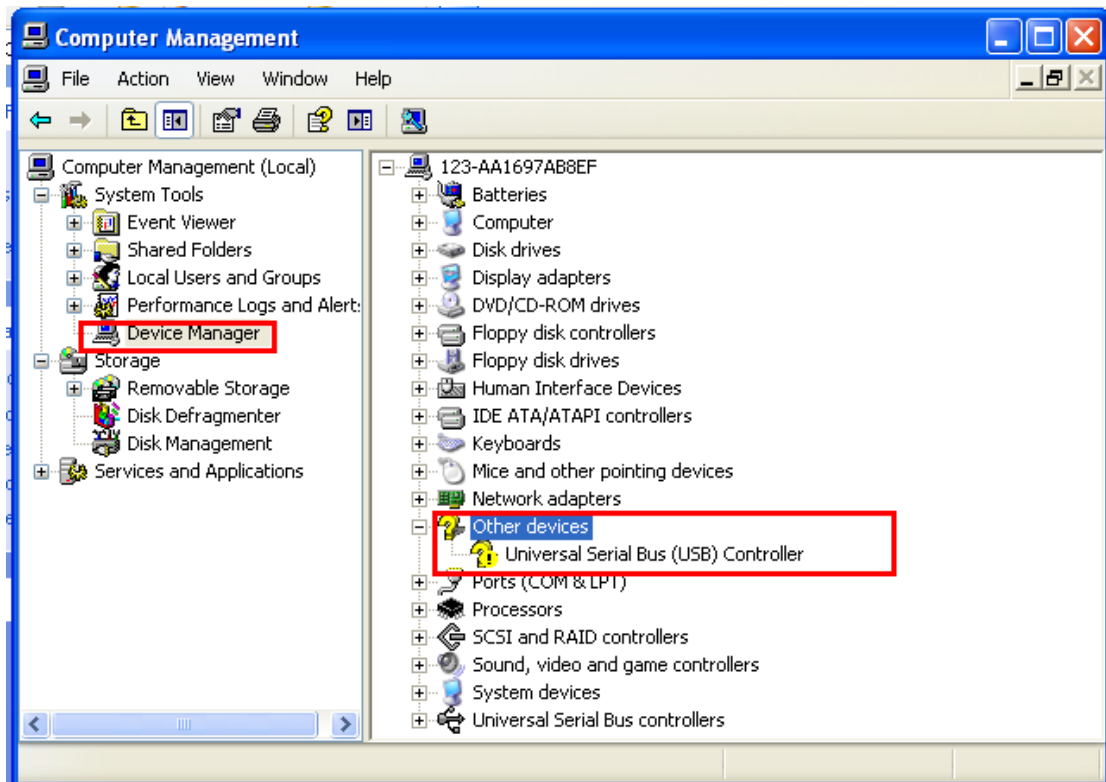 Computer Management
File Action View Window Help
Computer Management (Local)
System Tools
Event Viewer
Shared Folders
Local Users and Groups
Performance Logs and Alert:
Device Manager
Storage
Removable Storage
Disk Defragmenter
Disk Management
Services and Applications
123-AA1697AB8EF
Batteries
Computer
Disk drives
Display adapters
DVD/CD-ROM drives
Floppy disk controllers
Floppy disk drives
Human Interface Devices
IDE ATA/ATAPI controllers
Keyboards
Mice and other pointing devices
Network adapters
Other devices
Universal Serial Bus (USB) Controller
Ports (COM & LPT)
Processors
SCSI and RAID controllers
Sound, video and game controllers
System devices
Universal Serial Bus controllers